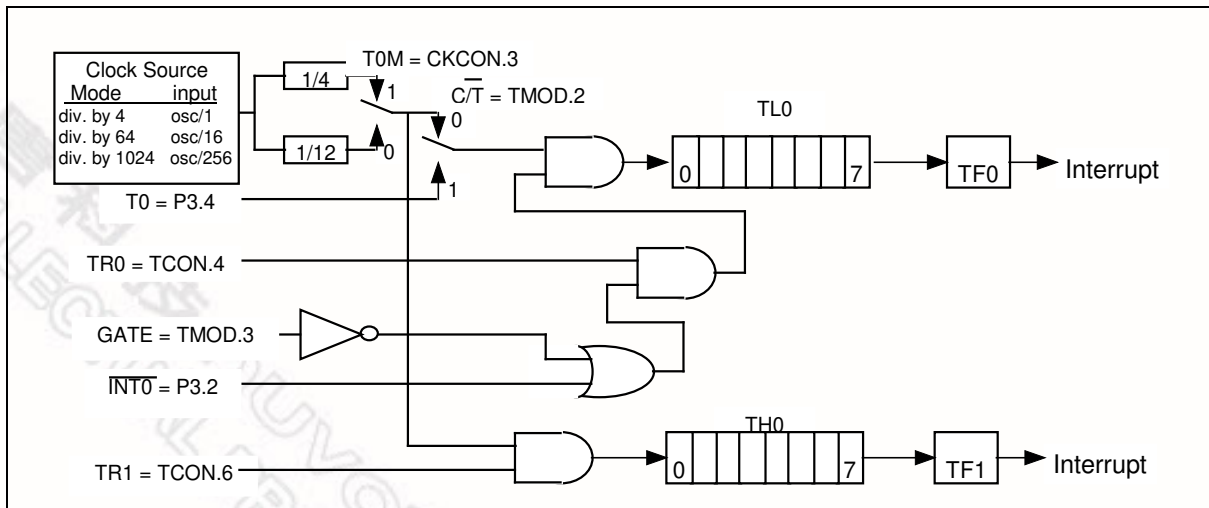 Clock Source
Mode input
div. by 4 osc/1
div. by 64 osc/16
div. by 1024 osc/256
1/4
1/12
T0M = CKCON.3
1
0
C/T̅ = TMOD.2
0
1
T0 = P3.4
TL0
0 7
TF0
Interrupt
TR0 = TCON.4
GATE = TMOD.3
I̅N̅T̅0̅ = P3.2
TR1 = TCON.6
TH0
0 7
TF1
Interrupt